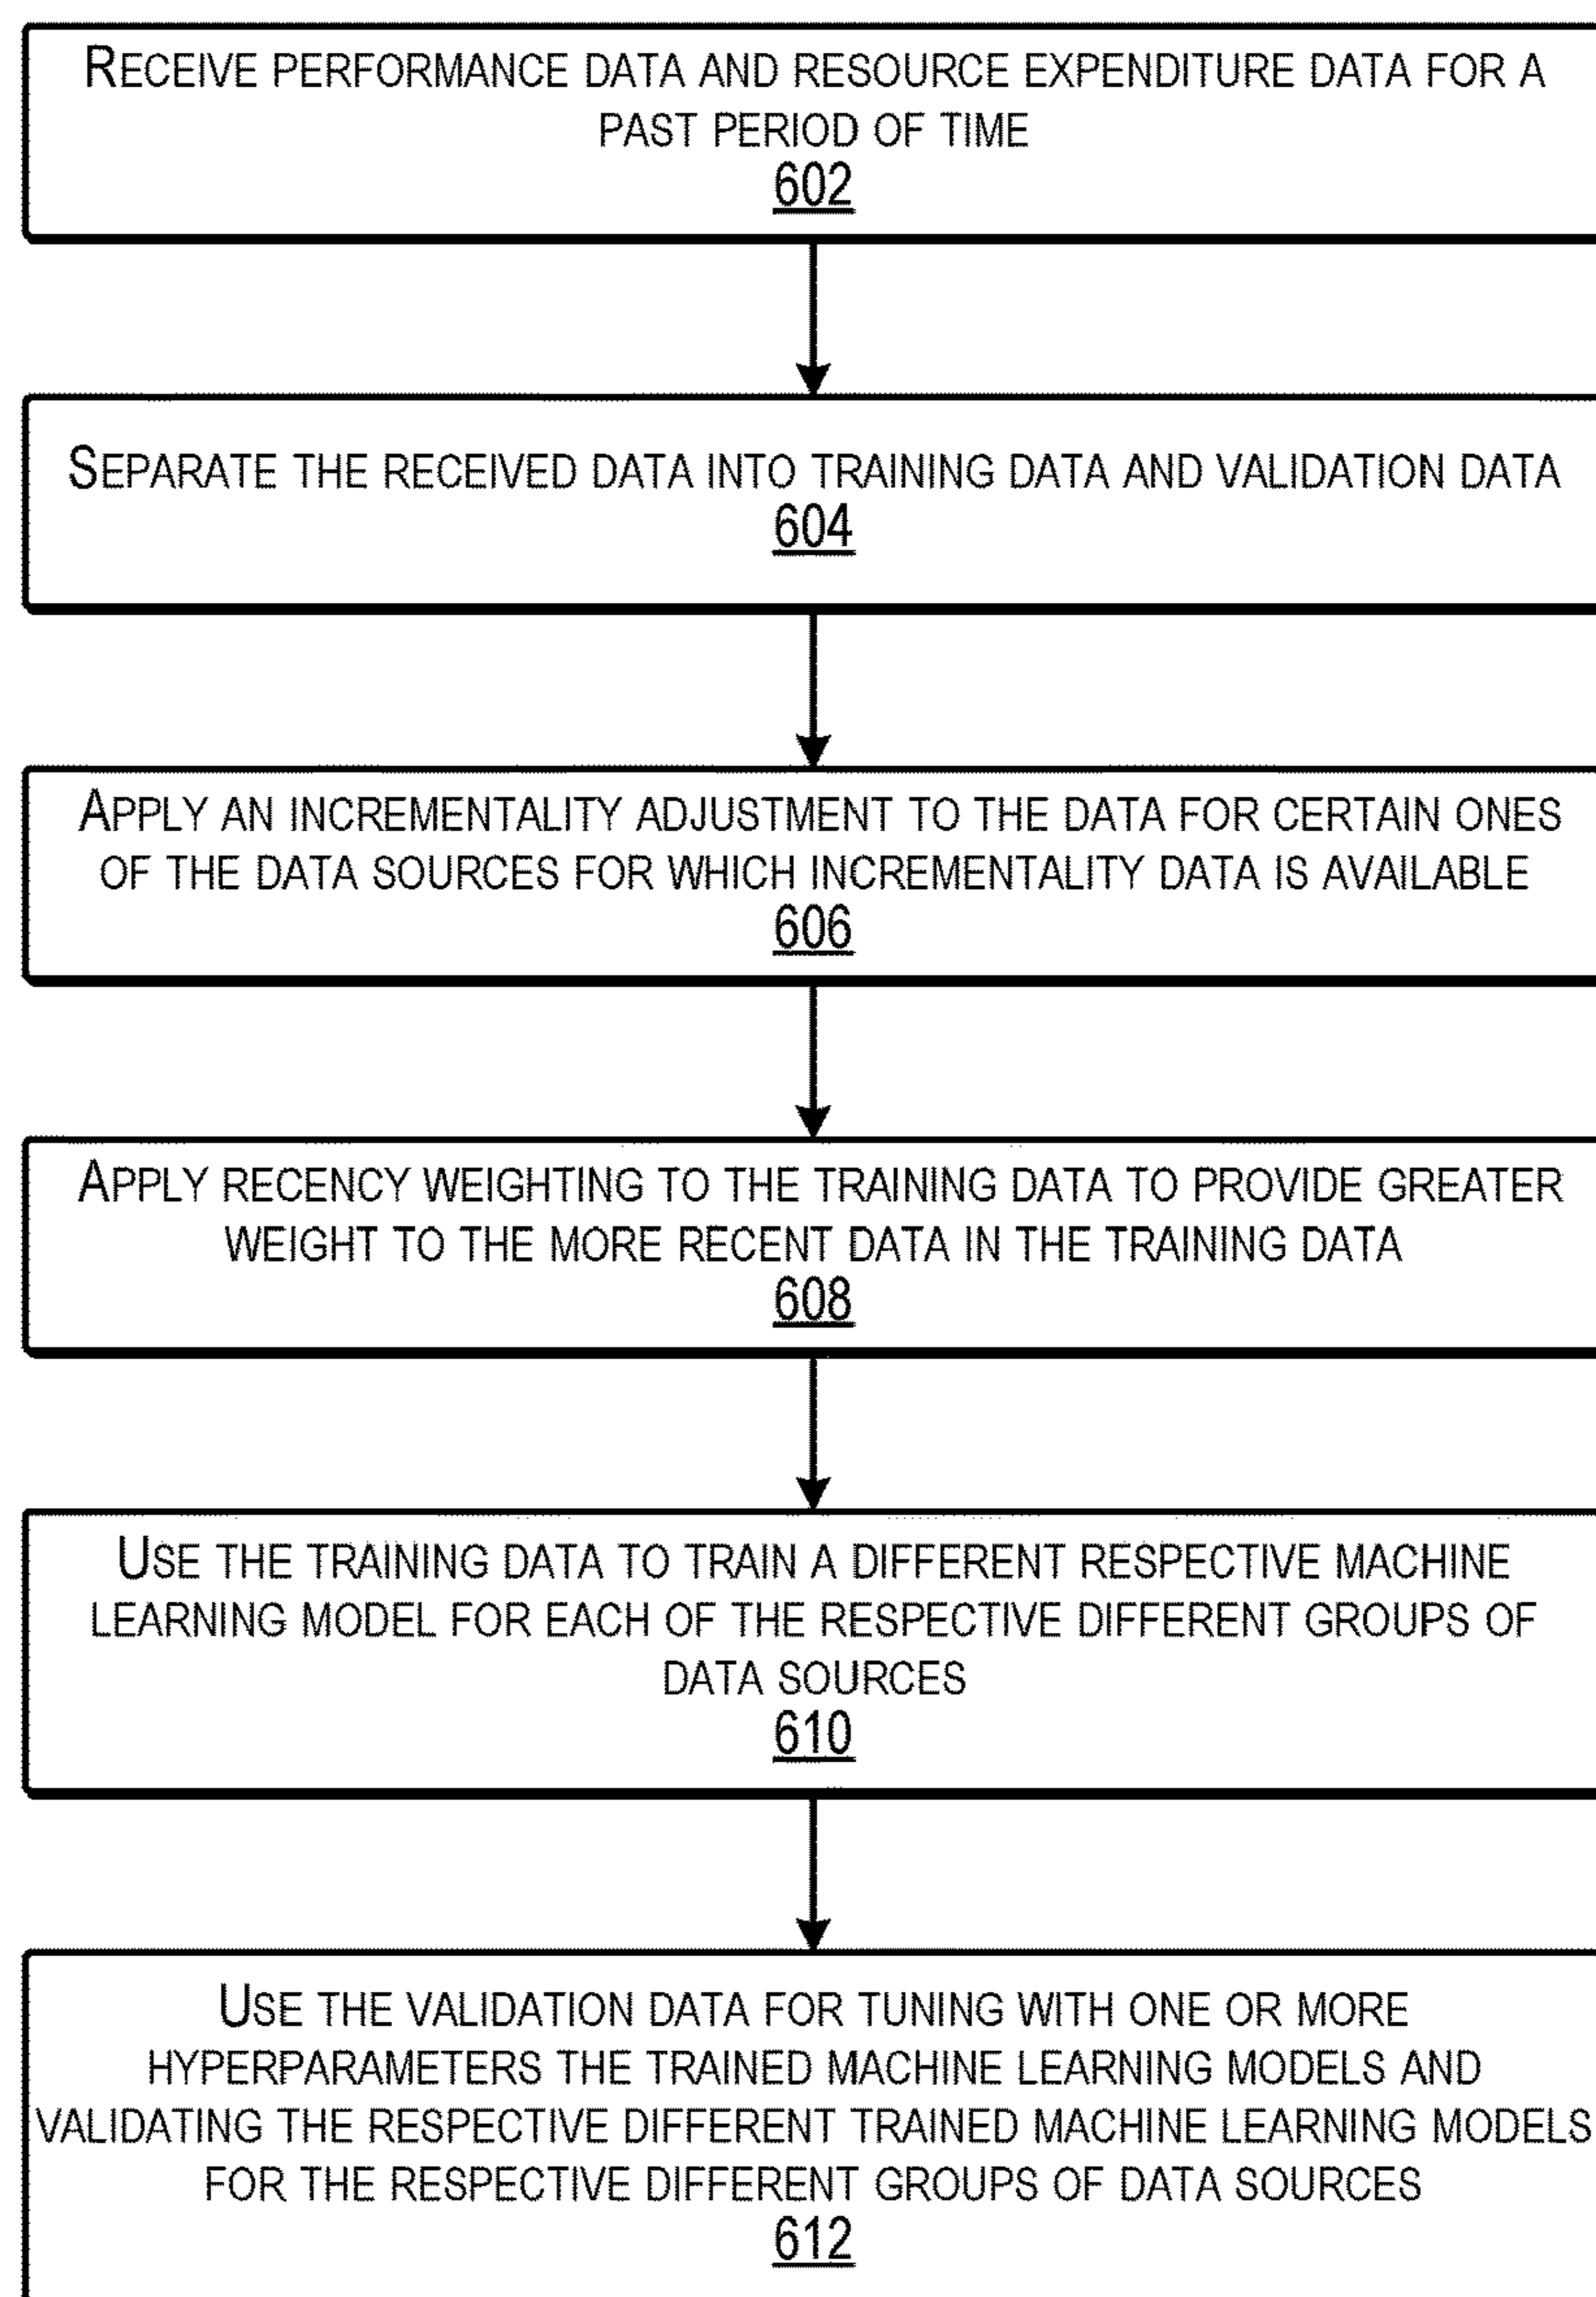 RECEIVE PERFORMANCE DATA AND RESOURCE EXPENDITURE DATA FOR A
PAST PERIOD OF TIME
602
SEPARATE THE RECEIVED DATA INTO TRAINING DATA AND VALIDATION DATA
604
APPLY AN INCREMENTALITY ADJUSTMENT TO THE DATA FOR CERTAIN ONES
OF THE DATA SOURCES FOR WHICH INCREMENTALITY DATA IS AVAILABLE
606
APPLY RECENCY WEIGHTING TO THE TRAINING DATA TO PROVIDE GREATER
WEIGHT TO THE MORE RECENT DATA IN THE TRAINING DATA
608
USE THE TRAINING DATA TO TRAIN A DIFFERENT RESPECTIVE MACHINE
LEARNING MODEL FOR EACH OF THE RESPECTIVE DIFFERENT GROUPS OF
DATA SOURCES
610
USE THE VALIDATION DATA FOR TUNING WITH ONE OR MORE
HYPERPARAMETERS THE TRAINED MACHINE LEARNING MODELS AND
VALIDATING THE RESPECTIVE DIFFERENT TRAINED MACHINE LEARNING MODELS
FOR THE RESPECTIVE DIFFERENT GROUPS OF DATA SOURCES
612